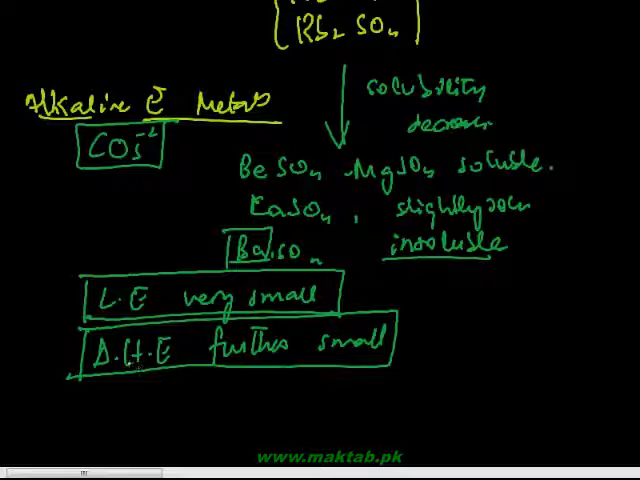 Rb₂ SO₄
Alkaline E Metals
CO₃⁻²
solubility
decrease
BeSO₄ . MgSO₄ soluble.
CaSO₄ , slightly solu
BaSO₄ insoluble
L.E very small
Δ.H.E further small
www.maktab.pk